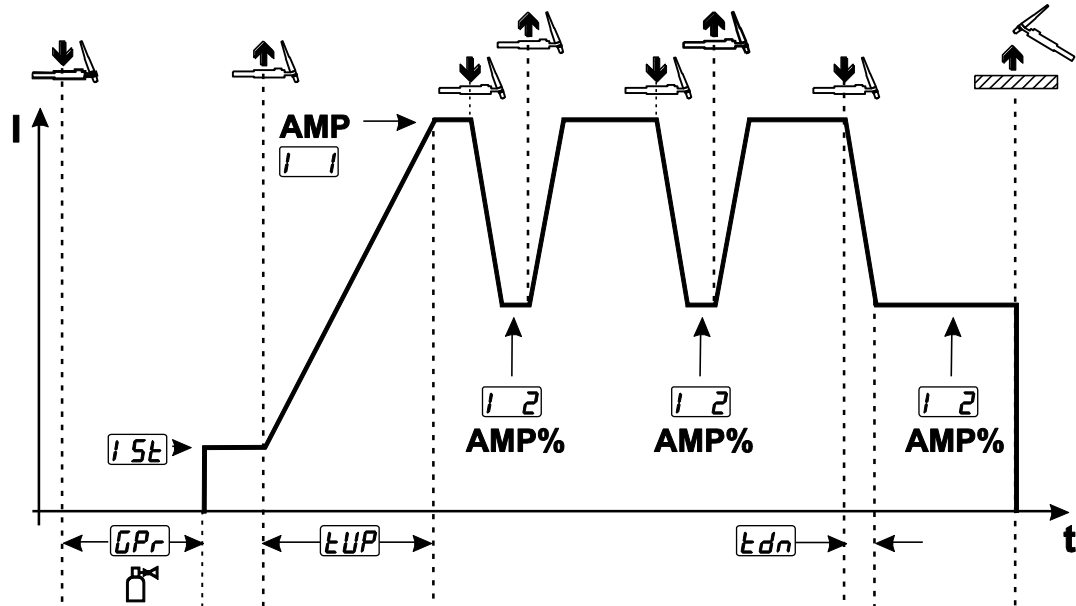 I
AMP
I 1
I 2
AMP%
I 2
AMP%
I 2
AMP%
I St
GPr
tUP
tdn
t